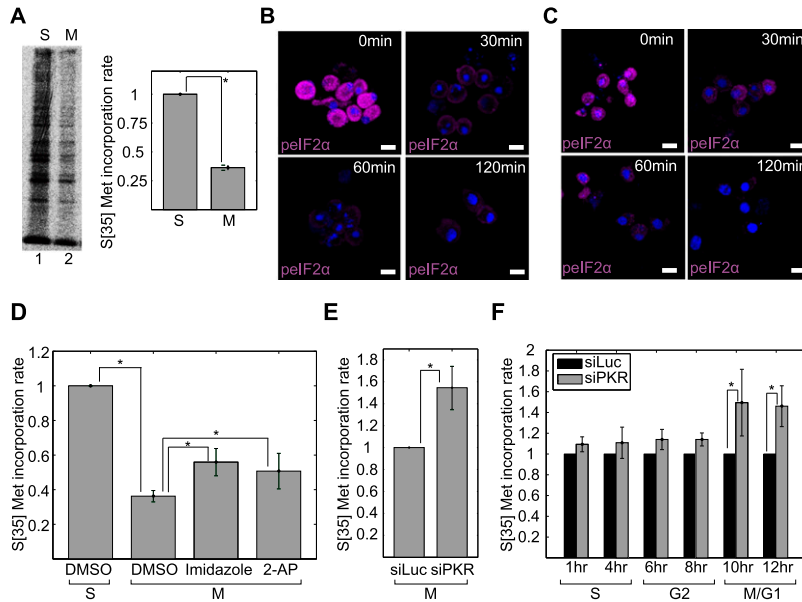 A
S M
1 2
S[35] Met incorporation rate
1
0.75
0.5
0.25
*
S M
B
0min
peIF2α
30min
peIF2α
60min
peIF2α
120min
peIF2α
C
0min
peIF2α
30min
peIF2α
60min
peIF2α
120min
peIF2α
D
S[35] Met incorporation rate
1.2
1
0.8
0.6
0.4
0.2
*
*
*
DMSO DMSO Imidazole 2-AP
S M
E
S[35] Met incorporation rate
1.8
1.6
1.4
1.2
1
0.8
0.6
0.4
0.2
*
siLuc siPKR
M
F
S[35] Met incorporation rate
2
1.8
1.6
1.4
1.2
1
0.8
0.6
0.4
0.2
siLuc
siPKR
*
*
1hr 4hr 6hr 8hr 10hr 12hr
S G2 M/G1